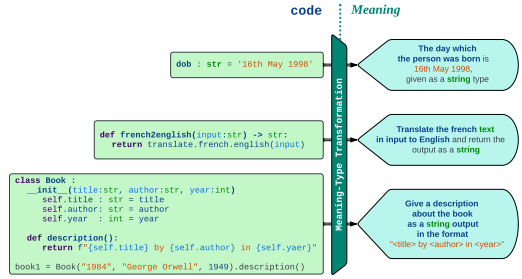 code
Meaning
dob : str = '16th May 1998'
The day which
the person was born is
16th May 1998,
given as a string type
def french2english(input:str) -> str:
return translate.french.english(input)
Translate the french text
in input to English and return the
output as a string
Meaning-Type Transformation
class Book :
__init__(title:str, author:str, year:int)
self.title : str = title
self.author: str = author
self.year : int = year
def description():
return f"{self.title} by {self.author} in {self.yaer}"
book1 = Book("1984", "George Orwell", 1949).description()
Give a description
about the book
as a string output
in the format
"<title> by <author> in <year>"